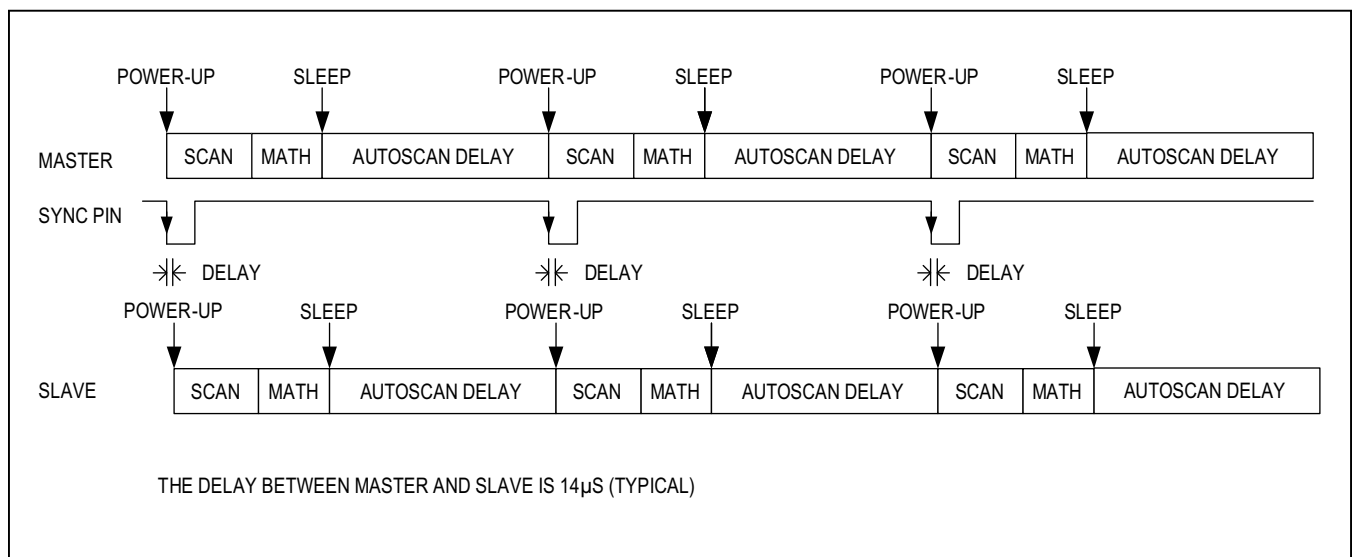 POWER-UP SLEEP POWER-UP SLEEP POWER-UP SLEEP
MASTER SCAN MATH AUTOSCAN DELAY SCAN MATH AUTOSCAN DELAY SCAN MATH AUTOSCAN DELAY
SYNC PIN
DELAY DELAY DELAY
POWER-UP SLEEP POWER-UP SLEEP POWER-UP SLEEP
SLAVE SCAN MATH AUTOSCAN DELAY SCAN MATH AUTOSCAN DELAY SCAN MATH AUTOSCAN DELAY
THE DELAY BETWEEN MASTER AND SLAVE IS 14µS (TYPICAL)